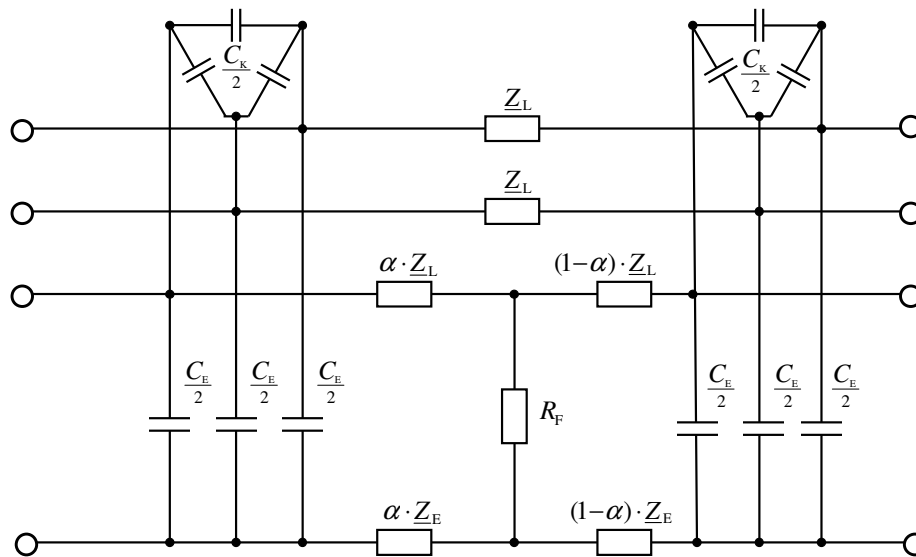 C_K/2
C_K/2
Z_L
Z_L
α · Z_L
(1−α) · Z_L
C_E/2
C_E/2
C_E/2
R_F
C_E/2
C_E/2
C_E/2
α · Z_E
(1−α) · Z_E